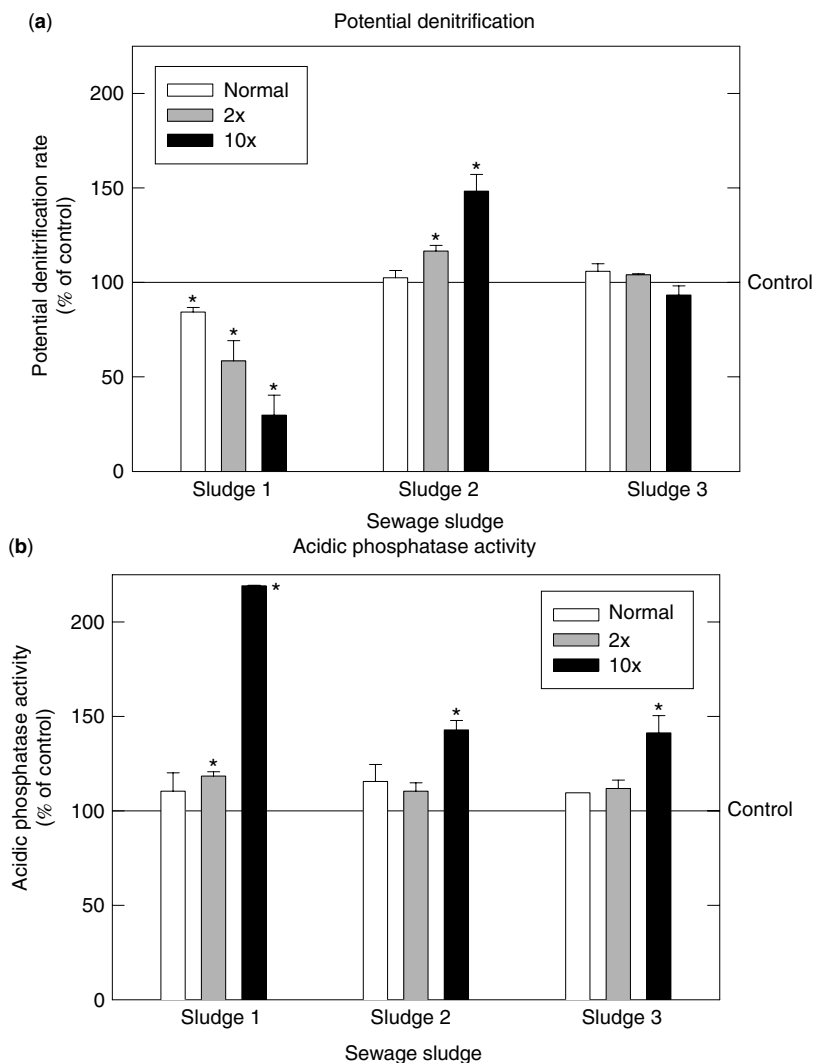 (a)
Potential denitrification
Potential denitrification rate
(% of control)
200
150
100
50
0
Normal
2x
10x
*
*
*
*
*
Control
Sludge 1
Sludge 2
Sludge 3
Sewage sludge
(b)
Acidic phosphatase activity
Acidic phosphatase activity
(% of control)
200
150
100
50
0
Normal
2x
10x
*
*
*
*
Control
Sludge 1
Sludge 2
Sludge 3
Sewage sludge